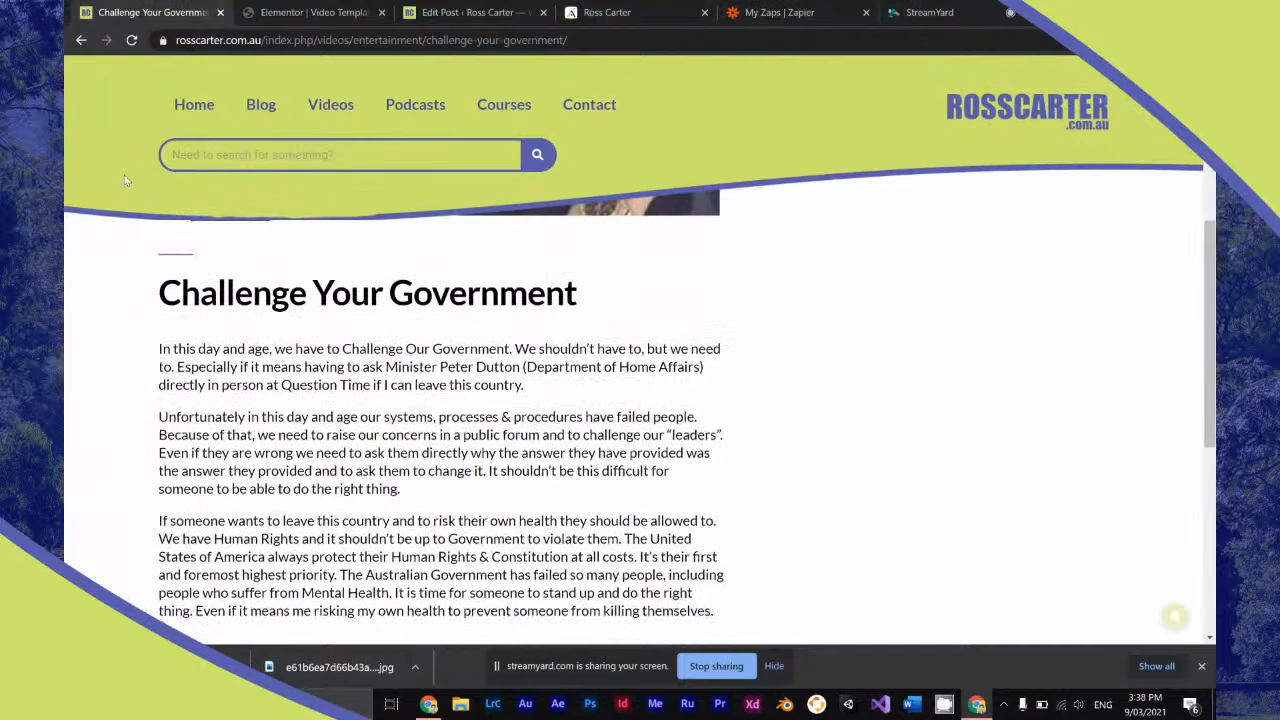 Challenge Your Governme
Elementor | Video Templa
Edit Post ‹ Ross Carter —
Ross Carter
My Zaps | Zapier
StreamYard
rosscarter.com.au/index.php/videos/entertainment/challenge-your-government/
Home Blog Videos Podcasts Courses Contact
ROSSCARTER
.com.au
Need to search for something?
Challenge Your Government
In this day and age, we have to Challenge Our Government. We shouldn't have to, but we need
to. Especially if it means having to ask Minister Peter Dutton (Department of Home Affairs)
directly in person at Question Time if I can leave this country.
Unfortunately in this day and age our systems, processes & procedures have failed people.
Because of that, we need to raise our concerns in a public forum and to challenge our “leaders”.
Even if they are wrong we need to ask them directly why the answer they have provided was
the answer they provided and to ask them to change it. It shouldn't be this difficult for
someone to be able to do the right thing.
If someone wants to leave this country and to risk their own health they should be allowed to.
We have Human Rights and it shouldn't be up to Government to violate them. The United
States of America always protect their Human Rights & Constitution at all costs. It's their first
and foremost highest priority. The Australian Government has failed so many people, including
people who suffer from Mental Health. It is time for someone to stand up and do the right
thing. Even if it means me risking my own health to prevent someone from killing themselves.
e61b6ea7d66b43a....jpg
streamyard.com is sharing your screen.
Stop sharing
Hide
Show all
Lrc Au Ae Ps Id Me Ru Pr Xd
3:38 PM
9/03/2021
6